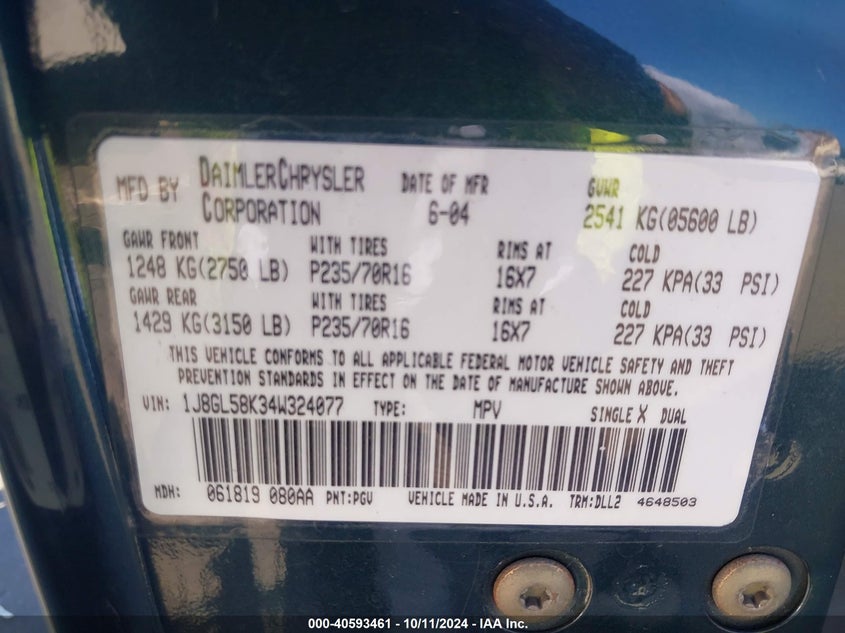 MFD BY DAIMLERCHRYSLER CORPORATION DATE OF MFR 6-04 GVWR 2541 KG(05600 LB)
GAWR FRONT WITH TIRES RIMS AT COLD
1248 KG(2750 LB) P235/70R16 16X7 227 KPA(33 PSI)
GAWR REAR WITH TIRES RIMS AT COLD
1429 KG(3150 LB) P235/70R16 16X7 227 KPA(33 PSI)
THIS VEHICLE CONFORMS TO ALL APPLICABLE FEDERAL MOTOR VEHICLE SAFETY AND THEFT
PREVENTION STANDARDS IN EFFECT ON THE DATE OF MANUFACTURE SHOWN ABOVE.
VIN: 1J8GL58K34W324077 TYPE: MPV SINGLE X DUAL
MDH: 061819 080AA PNT:PGV VEHICLE MADE IN U.S.A. TRM:DLL2 4648503
000-40593461 - 10/11/2024 - IAA Inc.